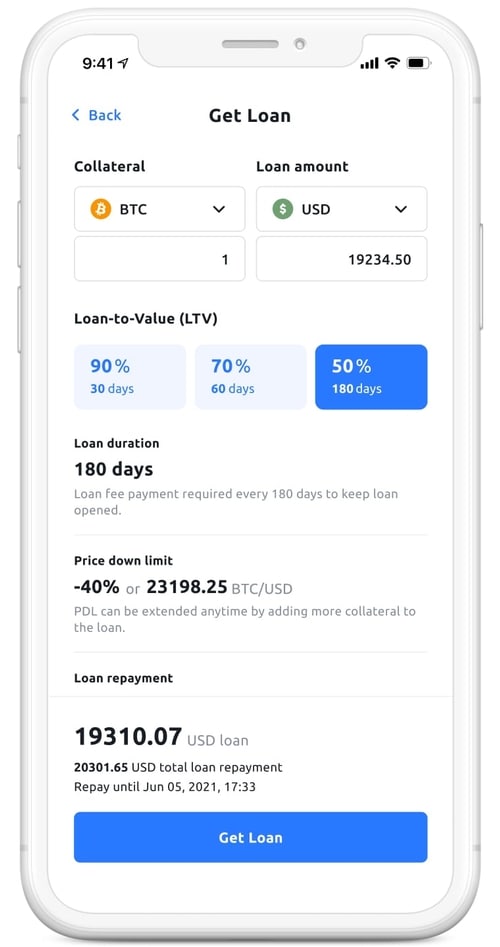 9:41
Back
Get Loan
Collateral
Loan amount
BTC
USD
1
19234.50
Loan-to-Value (LTV)
90%
70%
50%
30 days
60 days
180 days
Loan duration
180 days
Loan fee payment required every 180 days to keep loan
opened.
Price down limit
-40% or 23198.25 BTC/USD
PDL can be extended anytime by adding more collateral to
the loan.
Loan repayment
19310.07 USD loan
20301.65 USD total loan repayment
Repay until Jun 05, 2021, 17:33
Get Loan